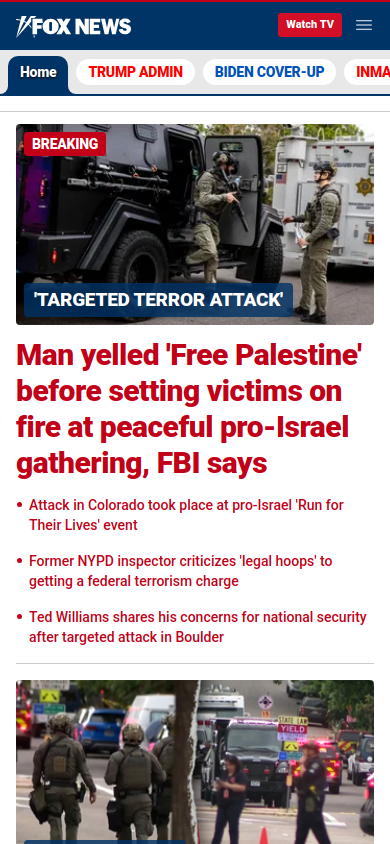 FOX NEWS
Watch TV
Home
TRUMP ADMIN
BIDEN COVER-UP
INMA
BREAKING
'TARGETED TERROR ATTACK'
Man yelled 'Free Palestine'
before setting victims on
fire at peaceful pro-Israel
gathering, FBI says
• Attack in Colorado took place at pro-Israel 'Run for
Their Lives' event
• Former NYPD inspector criticizes 'legal hoops' to
getting a federal terrorism charge
• Ted Williams shares his concerns for national security
after targeted attack in Boulder
STATE LAW
YIELD